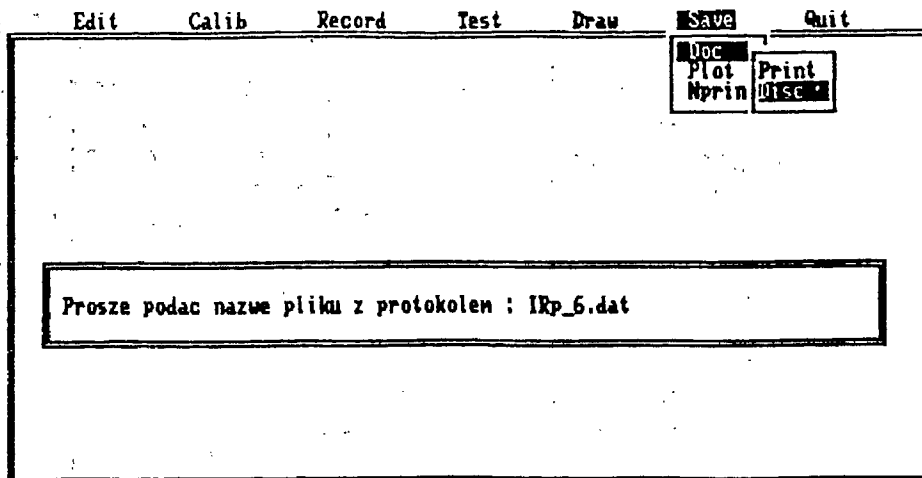 Edit Calib Record Test Draw Save Quit
Doc
Plot Print
Nprin Disc
Prosze podac nazwe pliku z protokolem : IRp_6.dat